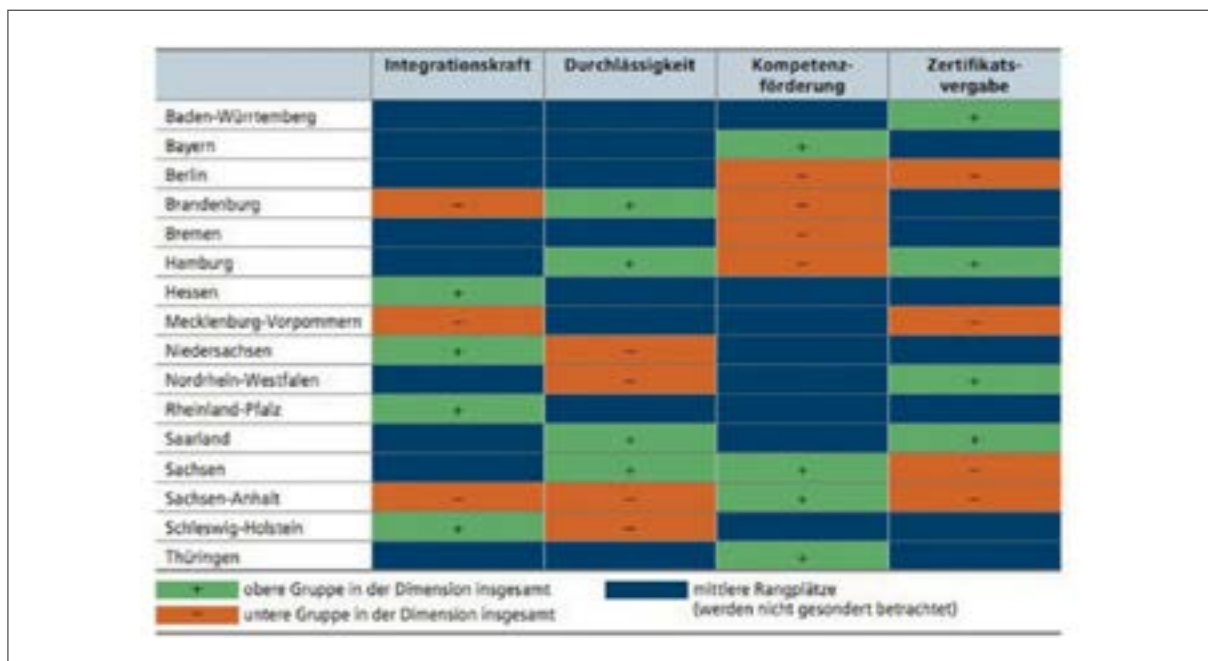 Integrationskraft Durchlässigkeit Kompetenz-förderung Zertifikats-vergabe
Baden-Württemberg +
Bayern +
Berlin − −
Brandenburg − + −
Bremen −
Hamburg + − +
Hessen +
Mecklenburg-Vorpommern − −
Niedersachsen + −
Nordrhein-Westfalen − +
Rheinland-Pfalz +
Saarland + +
Sachsen + + −
Sachsen-Anhalt − − + −
Schleswig-Holstein + −
Thüringen +
+ obere Gruppe in der Dimension insgesamt mittlere Rangplätze
− untere Gruppe in der Dimension insgesamt (werden nicht gesondert betrachtet)